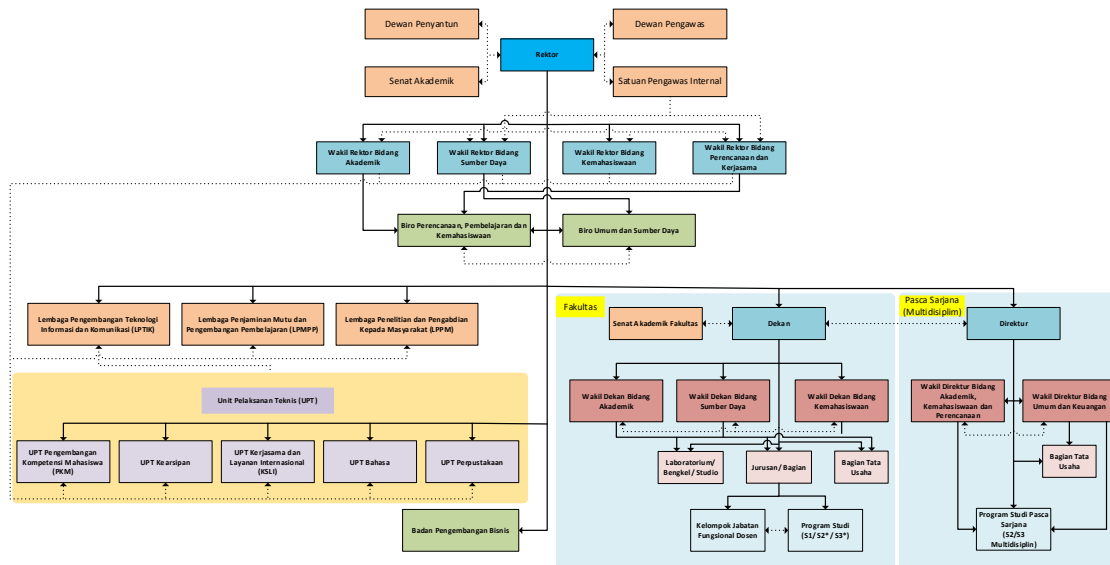 Dewan Penyantun
Dewan Pengawas
Rektor
Senat Akademik
Satuan Pengawas Internal
Wakil Rektor Bidang
Akademik
Wakil Rektor Bidang
Sumber Daya
Wakil Rektor Bidang
Kemahasiswaan
Wakil Rektor Bidang
Perencanaan dan
Kerjasama
Biro Perencanaan, Pembelajaran dan
Kemahasiswaan
Biro Umum dan Sumber Daya
Fakultas
Pasca Sarjana
(Multidisiplim)
Lembaga Pengembangan Teknologi
Informasi dan Komunikasi (LPTIK)
Lembaga Penjaminan Mutu dan
Pengembangan Pembelajaran (LPMPP)
Lembaga Penelitian dan Pengabdian
Kepada Masyarakat (LPPM)
Senat Akademik Fakultas
Dekan
Direktur
Unit Pelaksanaan Teknis (UPT)
Wakil Dekan Bidang
Akademik
Wakil Dekan Bidang
Sumber Daya
Wakil Dekan Bidang
Kemahasiswaan
Wakil Direktur Bidang
Akademik,
Kemahasiswaan dan
Perencanaan
Wakil Direktur Bidang
Umum dan Keuangan
UPT Pengembangan
Kompetensi Mahasiswa
(PKM)
UPT Kearsipan
UPT Kerjasama dan
Layanan Internasional
(KSLI)
UPT Bahasa
UPT Perpustakaan
Laboratorium/
Bengkel/ Studio
Jurusan/ Bagian
Bagian Tata
Usaha
Bagian Tata
Usaha
Badan Pengembangan Bisnis
Kelompok Jabatan
Fungsional Dosen
Program Studi
(S1/ S2* / S3*)
Program Studi Pasca
Sarjana
(S2/S3
Multidisiplin)